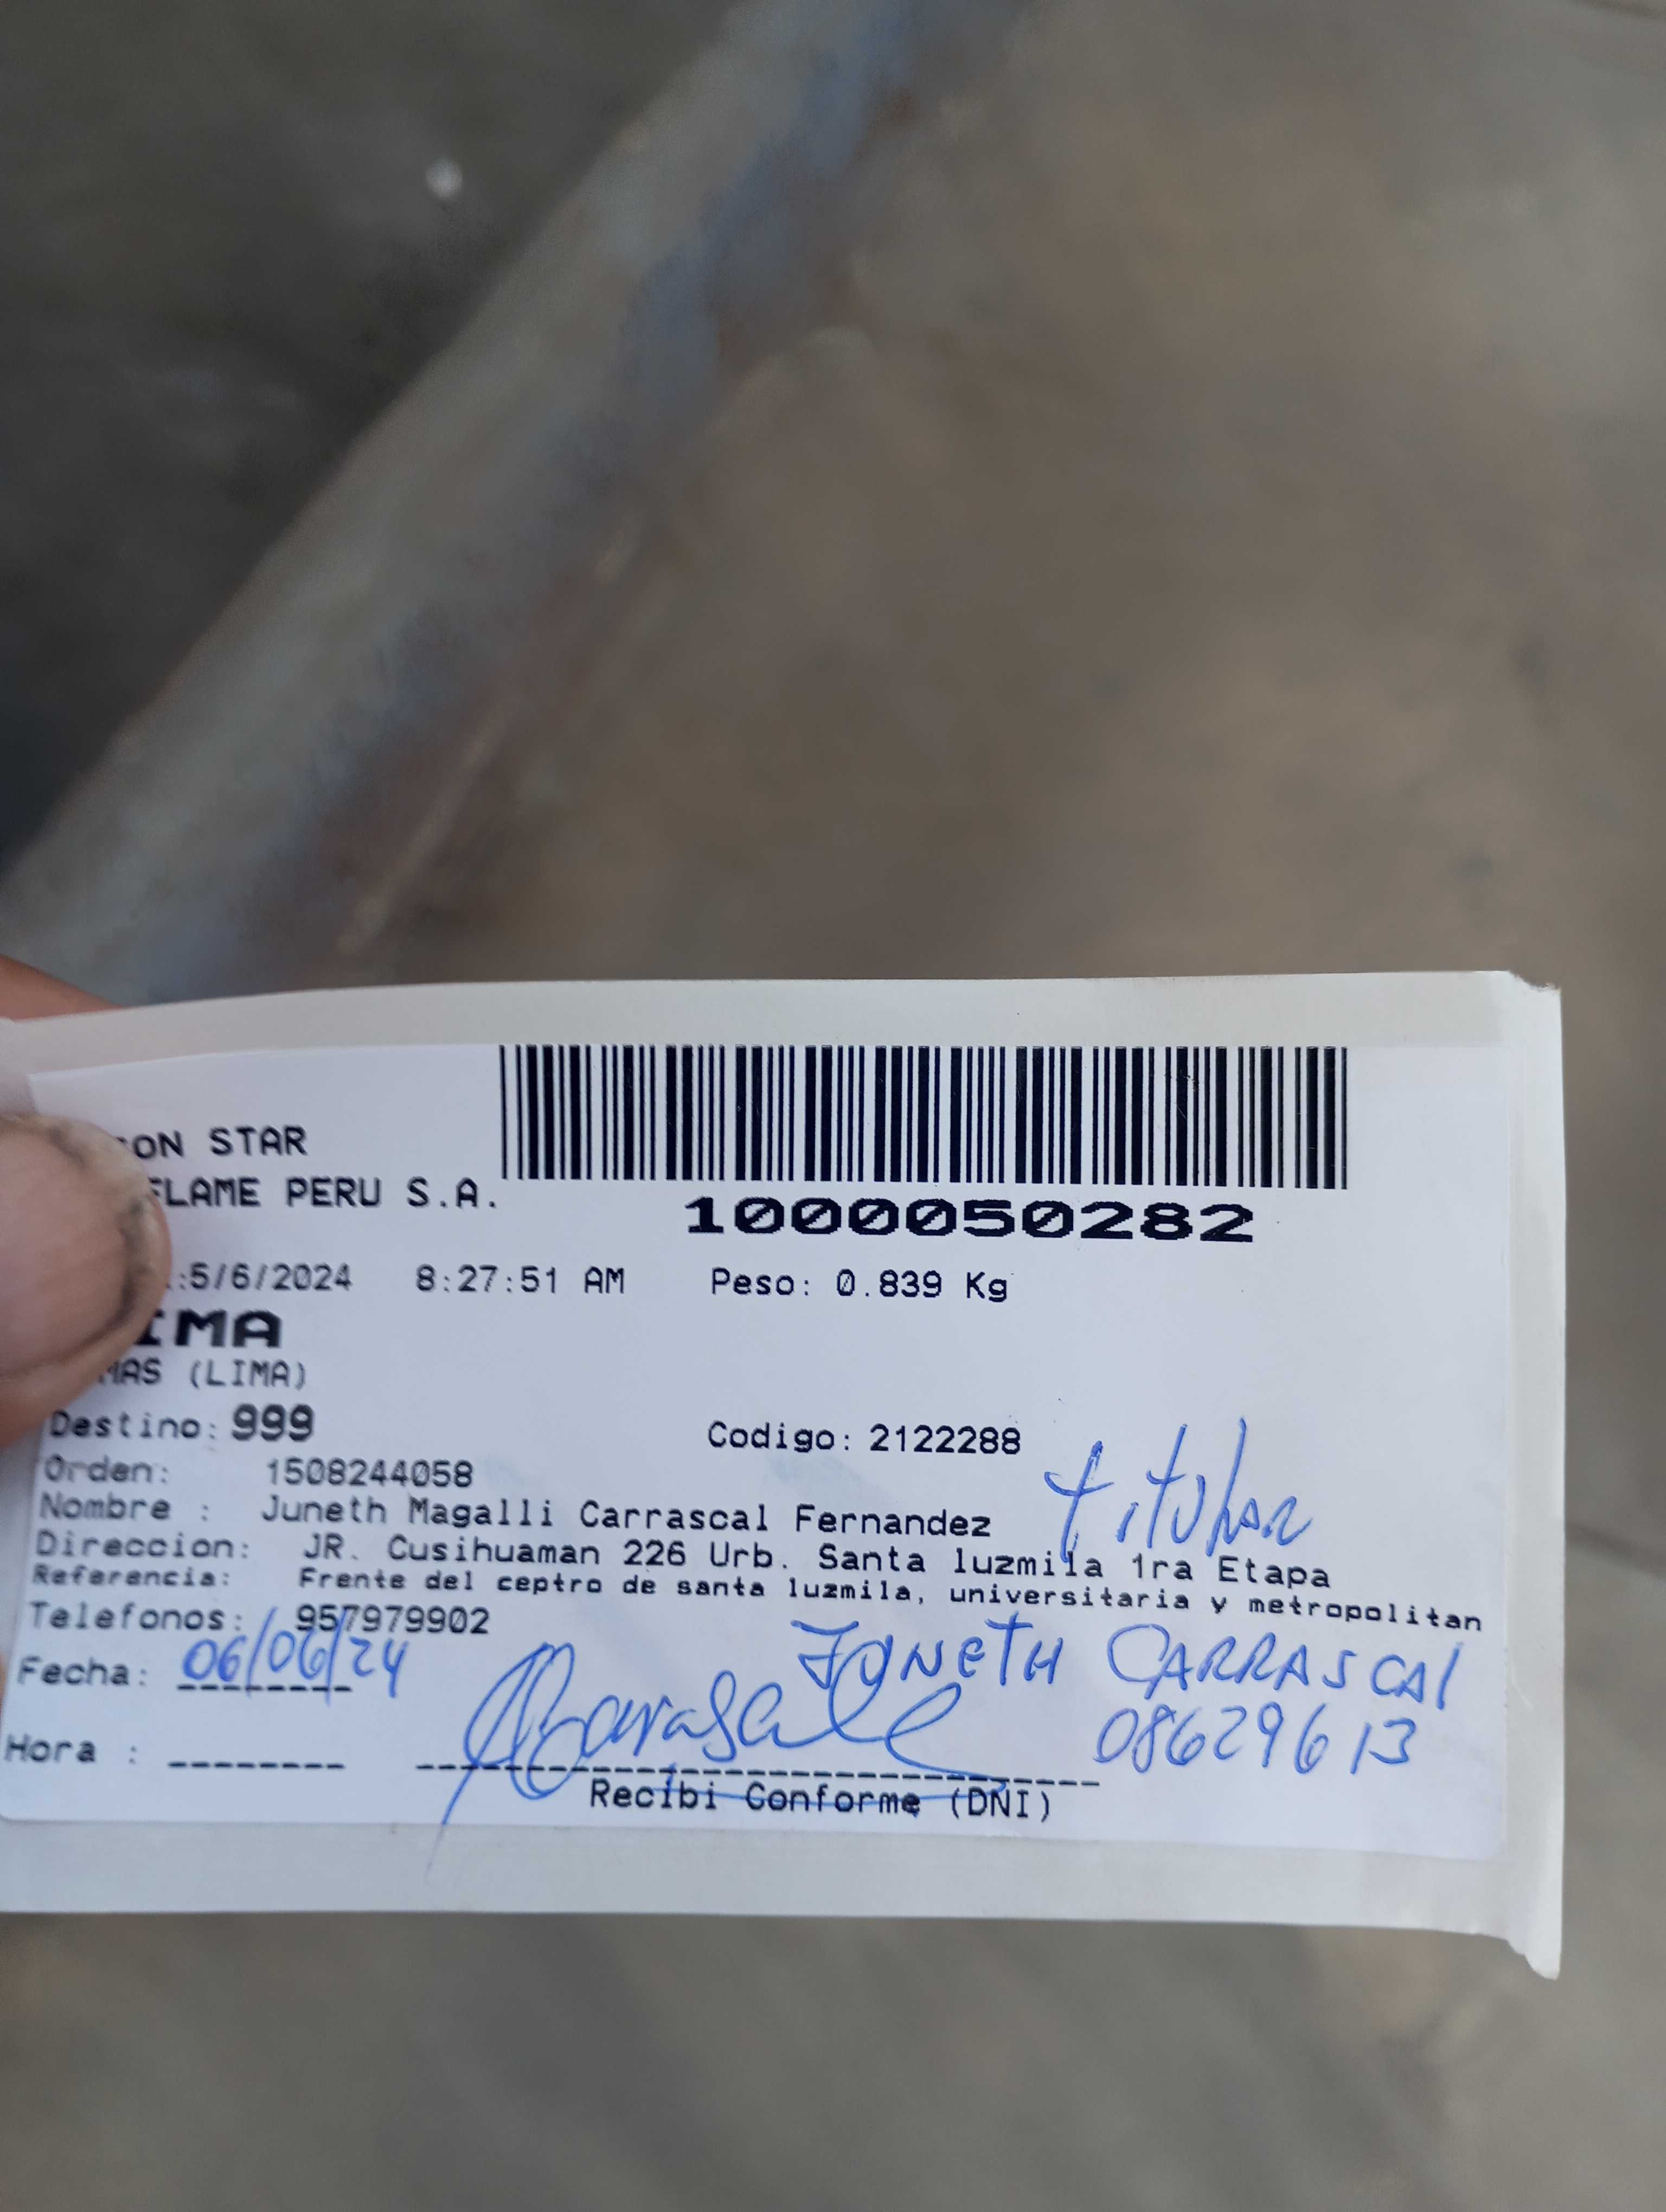 ON STAR
FLAME PERU S.A.
1000050282
:5/6/2024 8:27:51 AM Peso: 0.839 Kg
IMA
MAS (LIMA)
Destino: 999 Codigo: 2122288
Orden: 1508244058
titular
Nombre : Juneth Magalli Carrascal Fernandez
Direccion: JR. Cusihuaman 226 Urb. Santa luzmila 1ra Etapa
Referencia: Frente del ceptro de santa luzmila, universitaria y metropolitan
Telefonos: 957979902
JUNETH CARRASCAl
Fecha: 06/06/24
08629613
Hora :
Recibi Conforme (DNI)